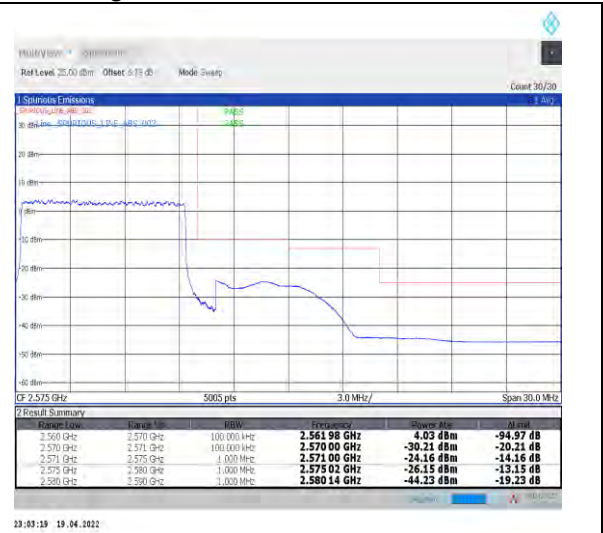 MultiView
Ref Level 25.00 dBm Offset 6.73 dB Mode Sweep
Count 30/30
1 Spurious Emissions 1 Avg
SPURIOUS_LINE_ABS_001 PASS
30 dBm Line _SPURIOUS_LINE_ABS_002 PASS
20 dBm
10 dBm
0 dBm
-10 dBm
-20 dBm
-30 dBm
-40 dBm
-50 dBm
-60 dBm
CF 2.575 GHz 5005 pts 3.0 MHz/ Span 30.0 MHz
2 Result Summary
Range Low Range Up RBW Frequency Power Abs ΔLimit
2.560 GHz 2.570 GHz 100.000 kHz 2.561 98 GHz 4.03 dBm -94.97 dB
2.570 GHz 2.571 GHz 100.000 kHz 2.570 00 GHz -30.21 dBm -20.21 dB
2.571 GHz 2.575 GHz 1.000 MHz 2.571 00 GHz -24.16 dBm -14.16 dB
2.575 GHz 2.580 GHz 1.000 MHz 2.575 02 GHz -26.15 dBm -13.15 dB
2.580 GHz 2.590 GHz 1.000 MHz 2.580 14 GHz -44.23 dBm -19.23 dB
23:03:19 19.04.2022